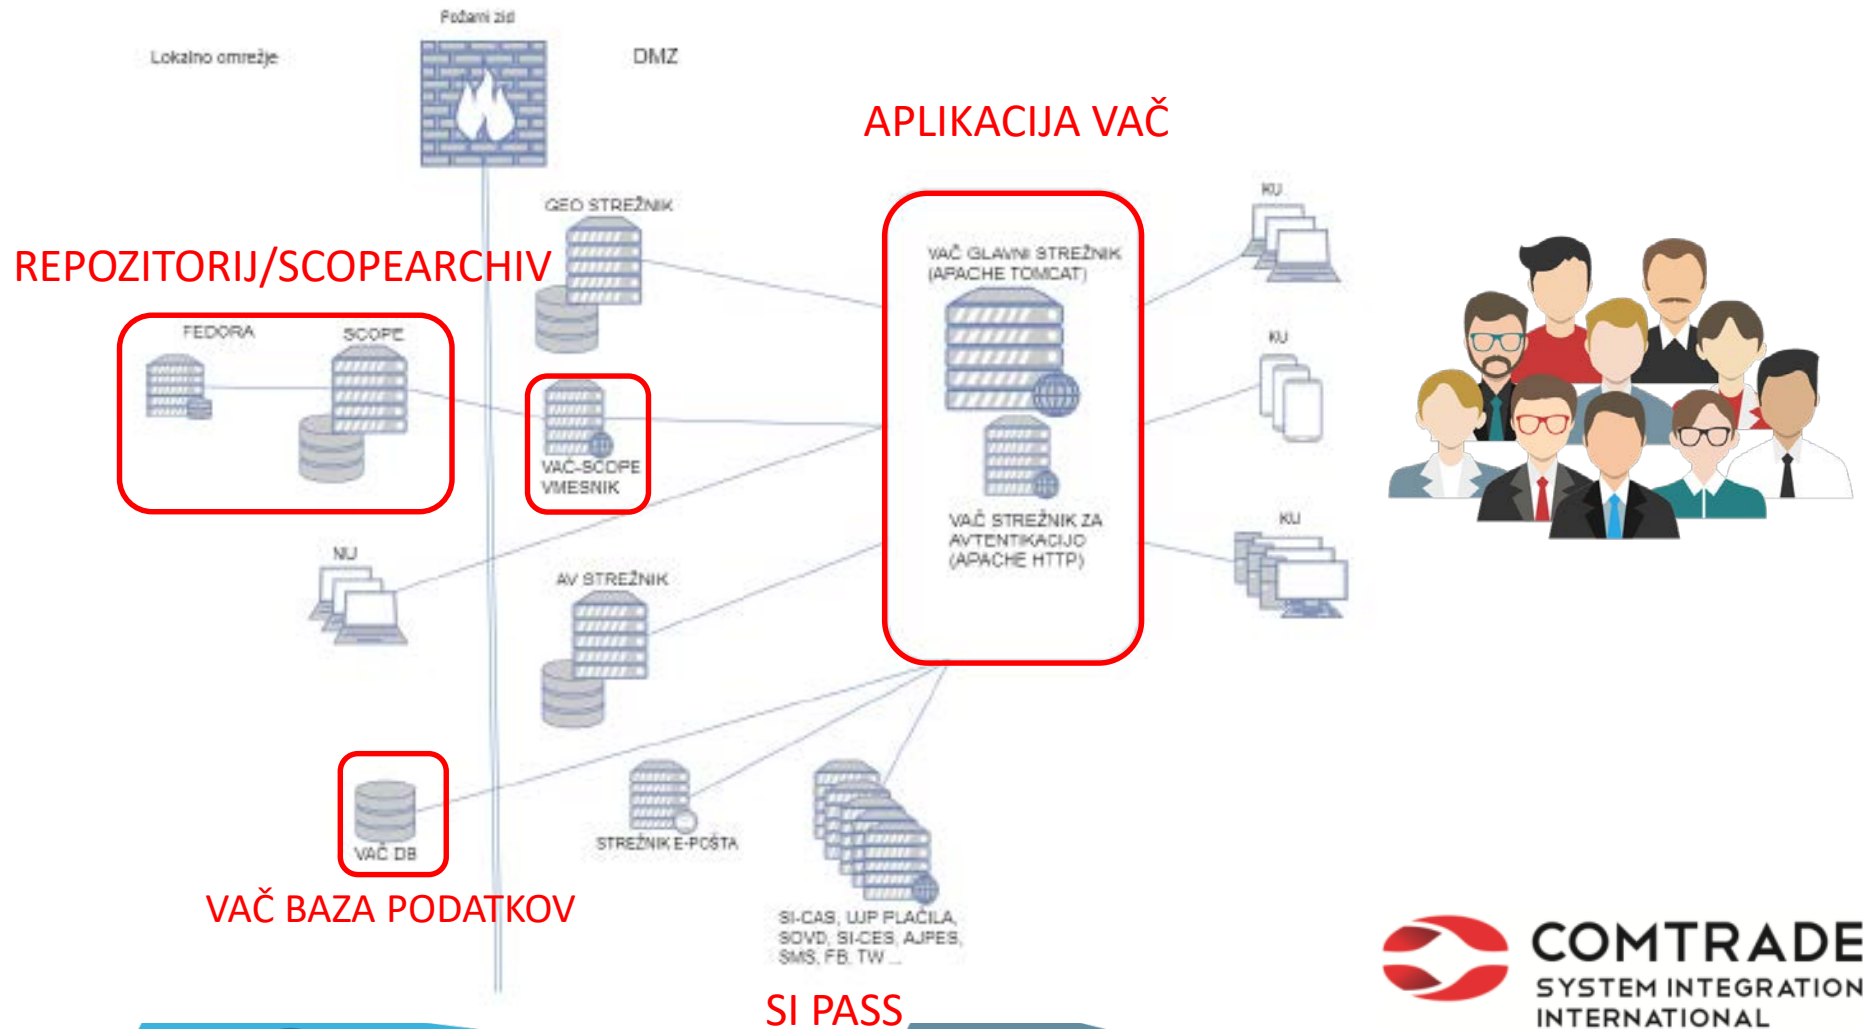 Požarni zid
Lokalno omrežje
DMZ
APLIKACIJA VAČ
KU
GEO STREŽNIK
VAČ GLAVNI STREŽNIK
(APACHE TOMCAT)
REPOZITORIJ/SCOPEARCHIV
FEDORA
SCOPE
KU
VAČ-SCOPE
VMESNIK
VAČ STREŽNIK ZA
AVTENTIKACIJO
(APACHE HTTP)
KU
NU
AV STREŽNIK
STREŽNIK E-POŠTA
VAČ DB
VAČ BAZA PODATKOV
SI-CAS, UJP PLAČILA,
SOVD, SI-CES, AJPES,
SMS, FB, TW ...
SI PASS
COMTRADE
SYSTEM INTEGRATION
INTERNATIONAL